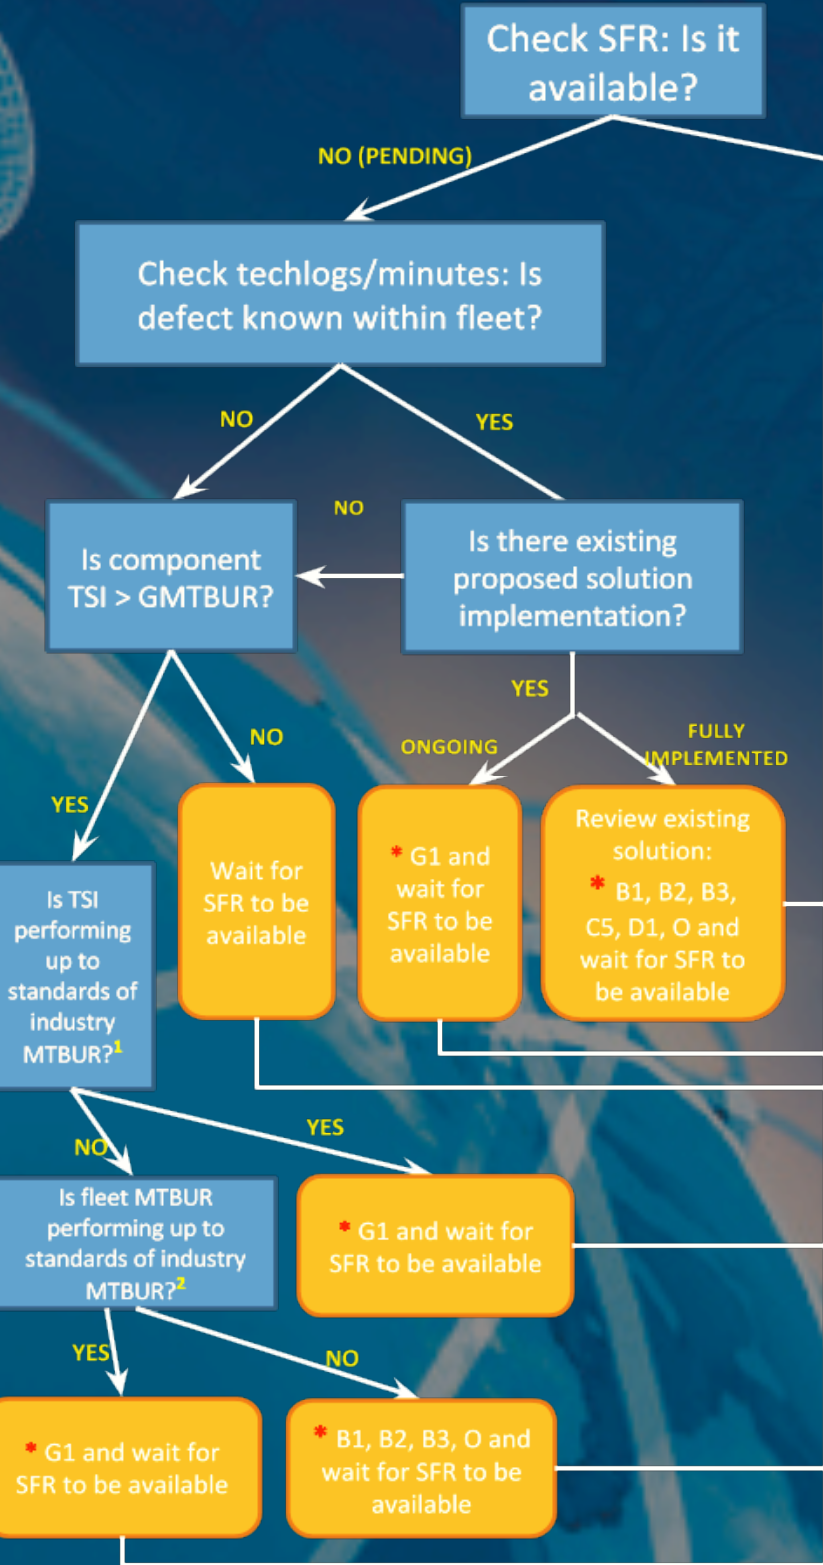 Check SFR: Is it
available?
NO (PENDING)
Check techlogs/minutes: Is
defect known within fleet?
NO
YES
Is component
TSI > GMTBUR?
NO
Is there existing
proposed solution
implementation?
YES
NO
YES
ONGOING
FULLY
IMPLEMENTED
Is TSI
performing
up to
standards of
industry
MTBUR?1
Wait for
SFR to be
available
* G1 and
wait for
SFR to be
available
Review existing
solution:
* B1, B2, B3,
C5, D1, O and
wait for SFR to
be available
NO
YES
Is fleet MTBUR
performing up to
standards of industry
MTBUR?2
* G1 and wait for
SFR to be available
YES
NO
* G1 and wait for
SFR to be available
* B1, B2, B3, O and
wait for SFR to be
available